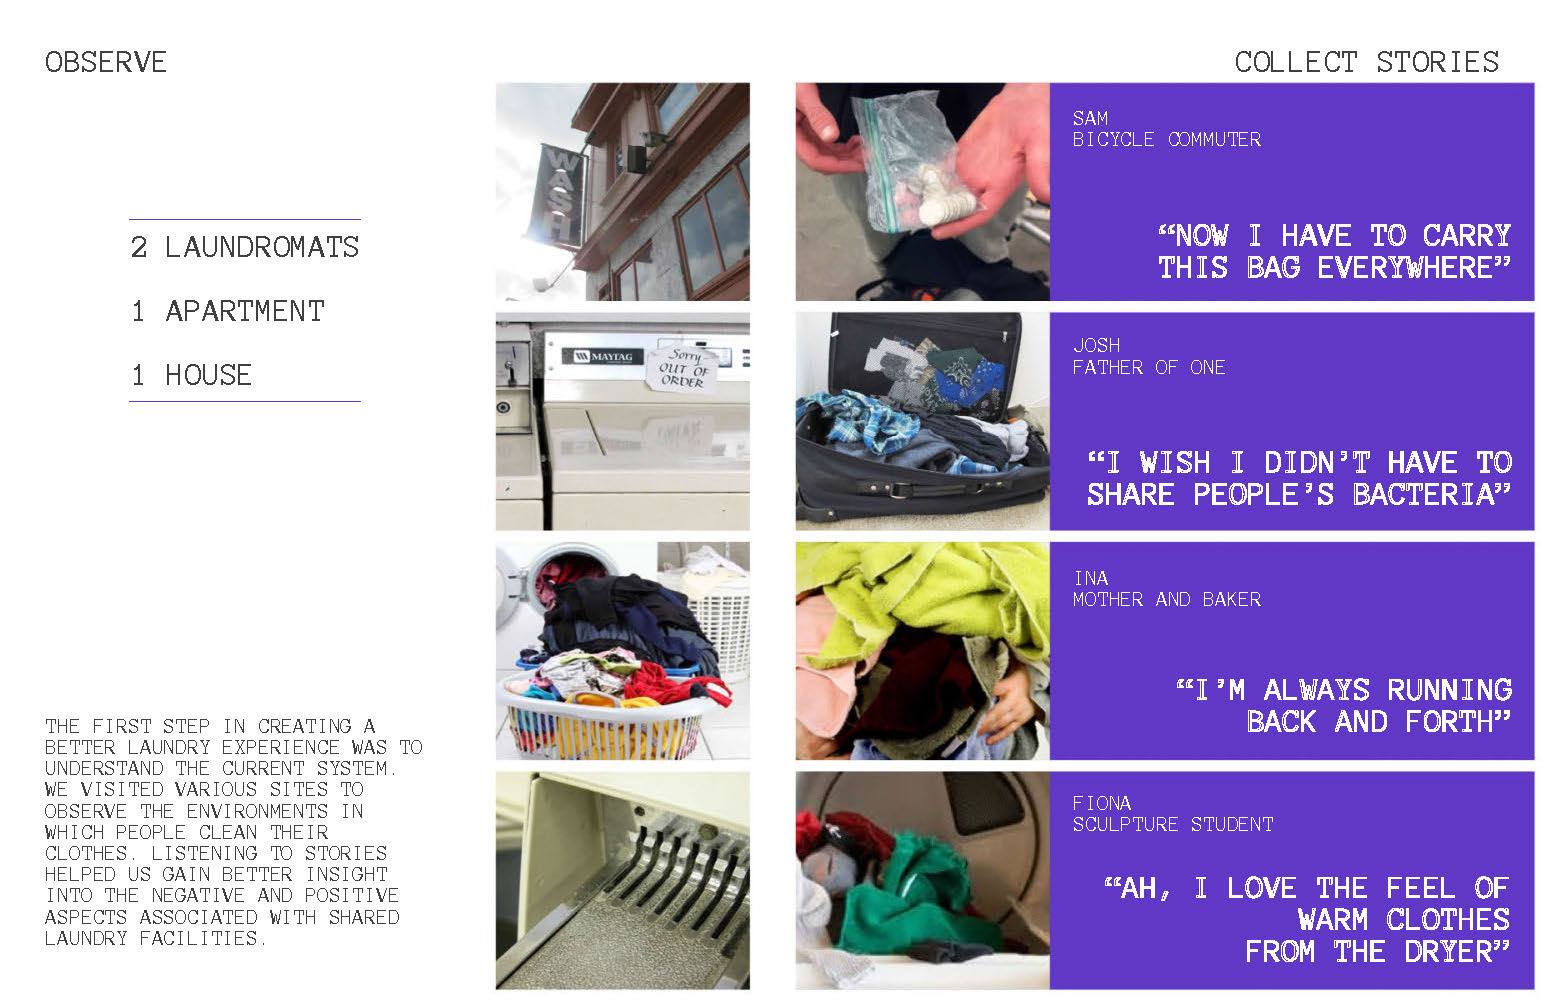 OBSERVE
2 LAUNDROMATS
1 APARTMENT
1 HOUSE
THE FIRST STEP IN CREATING A
BETTER LAUNDRY EXPERIENCE WAS TO
UNDERSTAND THE CURRENT SYSTEM.
WE VISITED VARIOUS SITES TO
OBSERVE THE ENVIRONMENTS IN
WHICH PEOPLE CLEAN THEIR
CLOTHES. LISTENING TO STORIES
HELPED US GAIN BETTER INSIGHT
INTO THE NEGATIVE AND POSITIVE
ASPECTS ASSOCIATED WITH SHARED
LAUNDRY FACILITIES.
WASH
MAYTAG
Sorry
OUT OF
ORDER
COLLECT STORIES
SAM
BICYCLE COMMUTER
“NOW I HAVE TO CARRY
THIS BAG EVERYWHERE”
JOSH
FATHER OF ONE
“I WISH I DIDN’T HAVE TO
SHARE PEOPLE’S BACTERIA”
INA
MOTHER AND BAKER
“I’M ALWAYS RUNNING
BACK AND FORTH”
FIONA
SCULPTURE STUDENT
“AH, I LOVE THE FEEL OF
WARM CLOTHES
FROM THE DRYER”